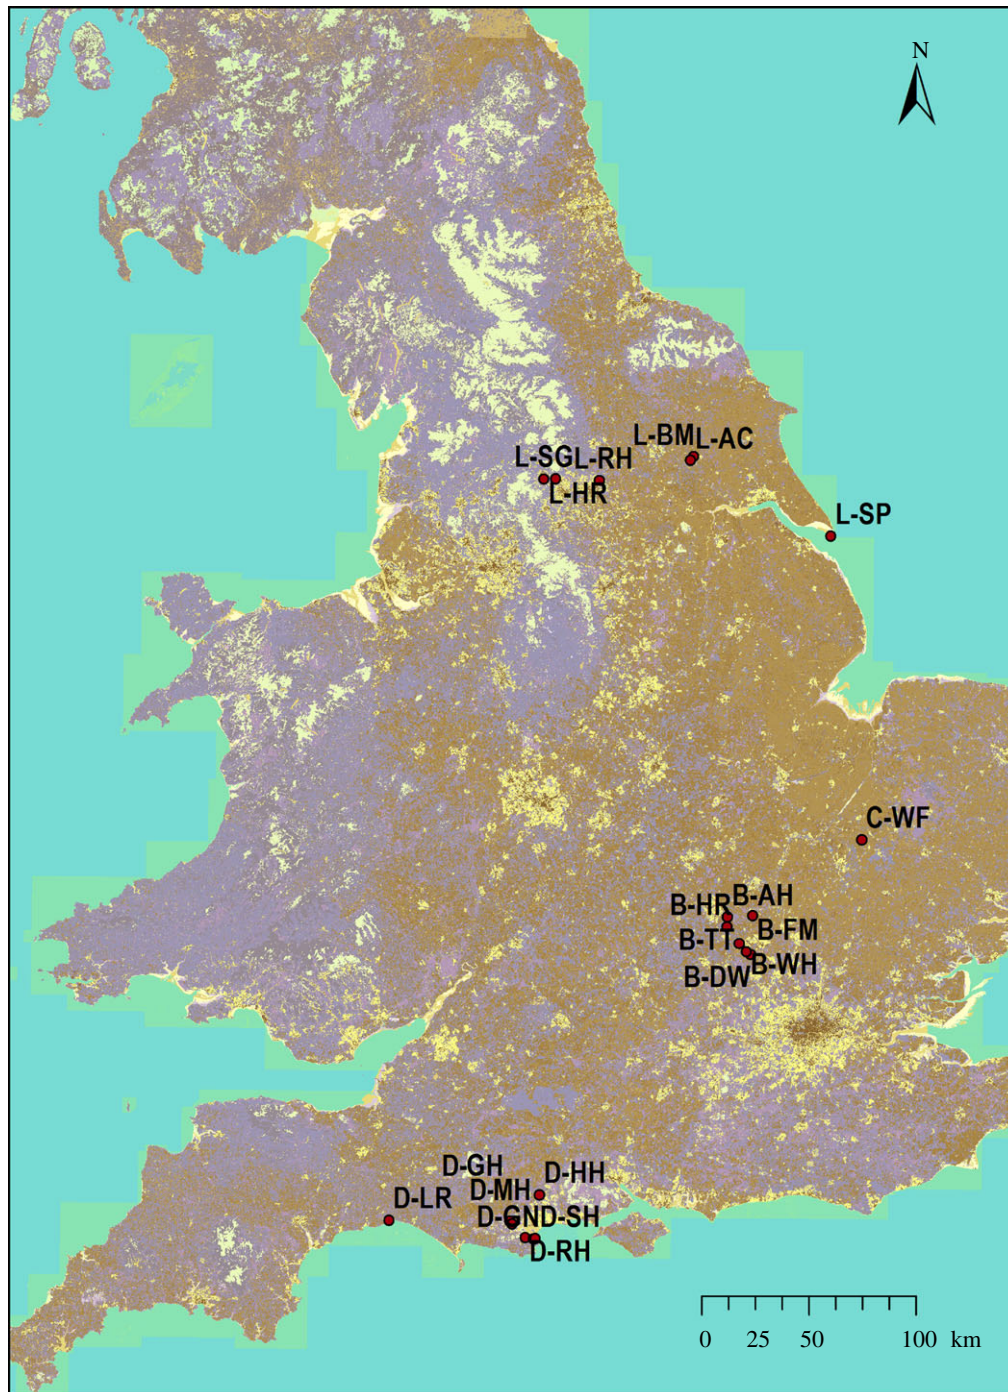 N
L-BM L-AC
L-SG L-RH
L-HR
L-SP
C-WF
B-HR B-AH
B-TT B-FM
B-DW B-WH
D-GH D-HH
D-LR D-MH
D-GN D-SH
D-RH
0 25 50 100 km